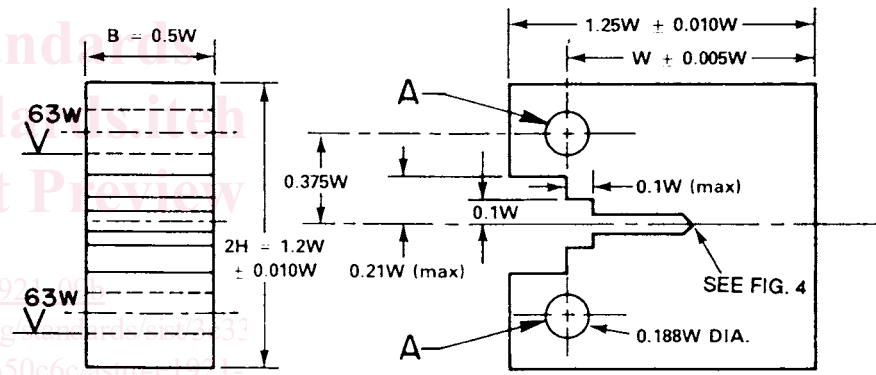 B = 0.5W
63W
63W
2H = 1.2W
± 0.010W
1.25W ± 0.010W
W ± 0.005W
A
0.375W
0.1W
0.21W (max)
0.1W (max)
SEE FIG. 4
0.188W DIA.
A